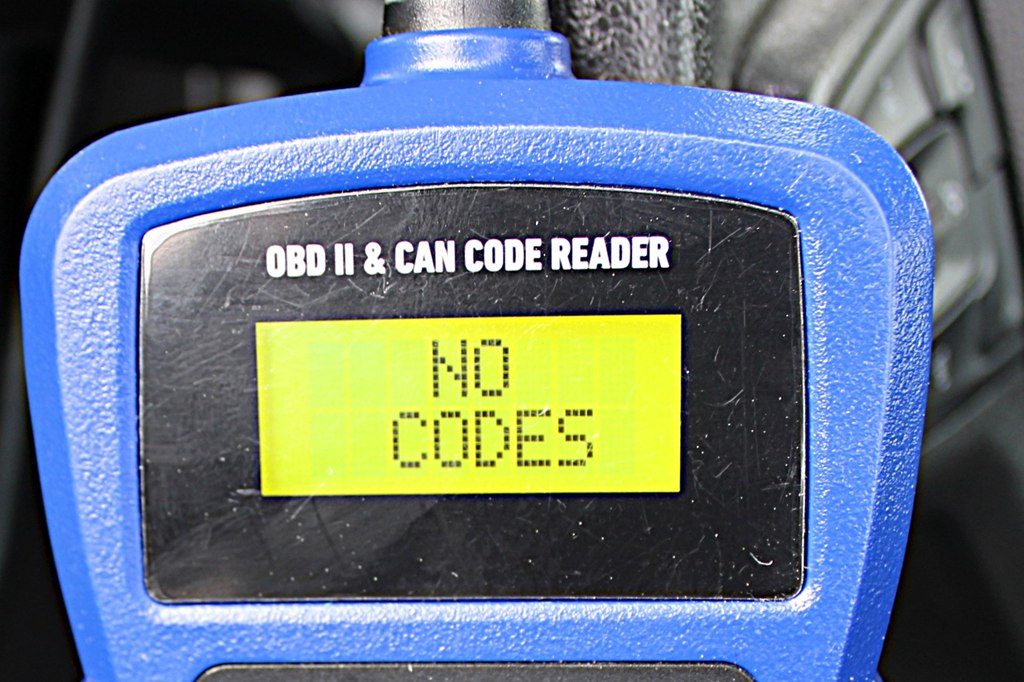 OBD II & CAN CODE READER
NO
CODES